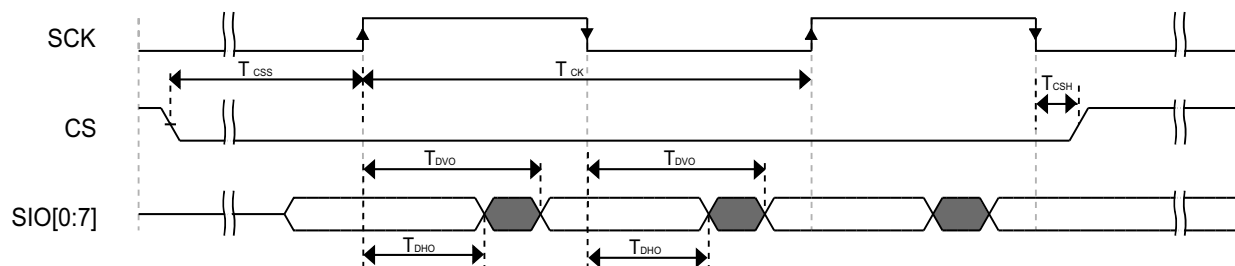 SCK
T CSS
T CK
T CSH
CS
T DVO
T DVO
SIO[0:7]
T DHO
T DHO